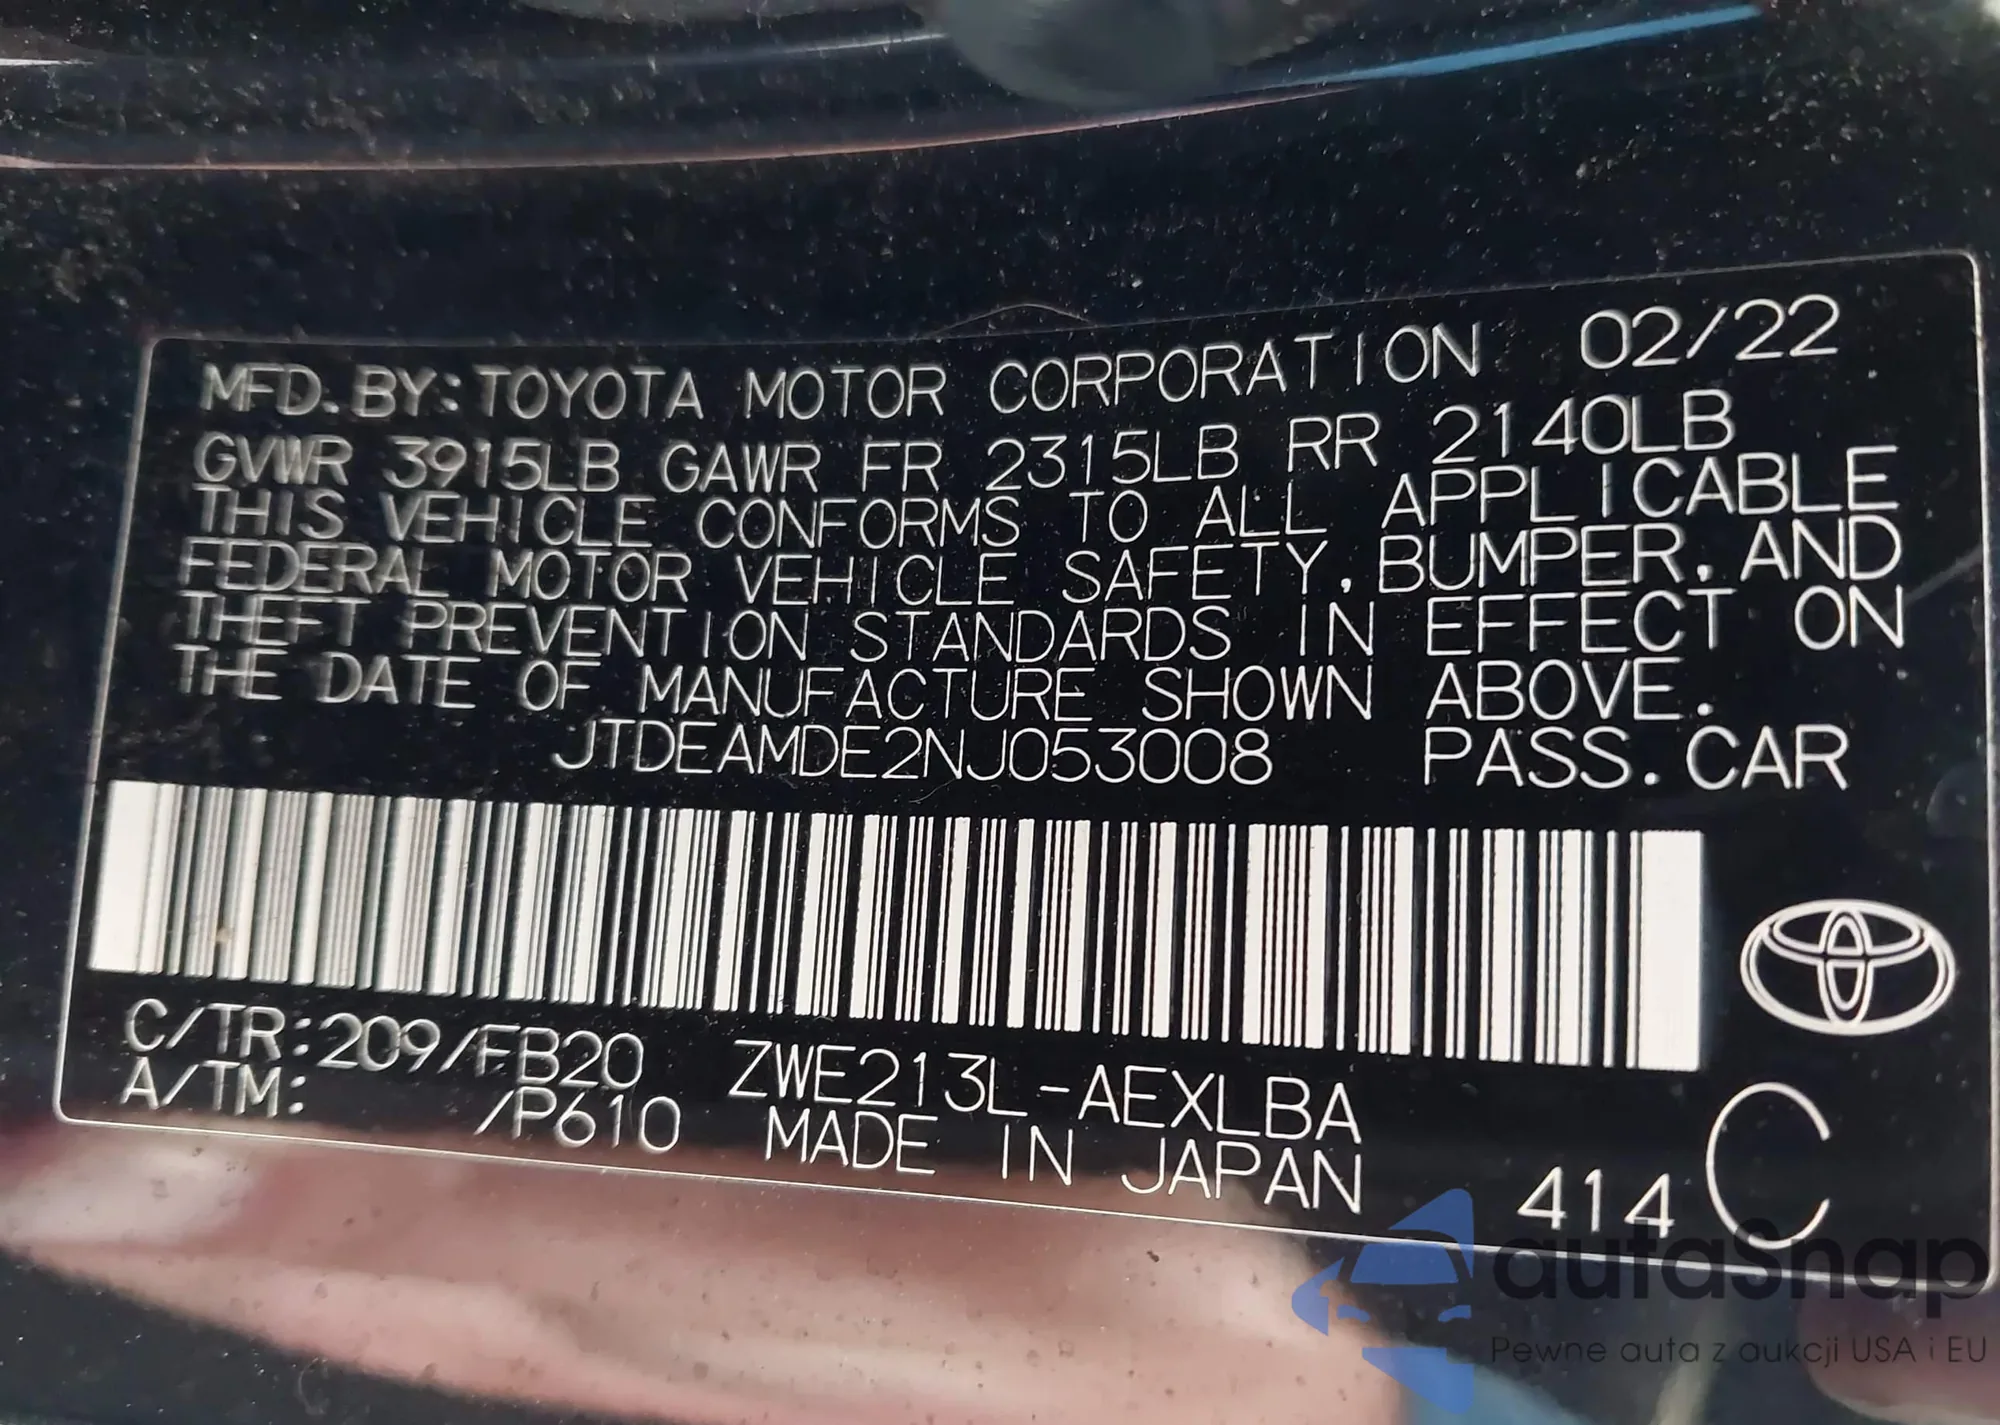 MFD. BY: TOYOTA MOTOR CORPORATION 02/22
GVWR 3915LB GAWR FR 2315LB RR 2140LB
THIS VEHICLE CONFORMS TO ALL APPLICABLE
FEDERAL MOTOR VEHICLE SAFETY, BUMPER, AND
THEFT PREVENTION STANDARDS IN EFFECT ON
THE DATE OF MANUFACTURE SHOWN ABOVE.
JTDEAMDE2NJ053008 PASS. CAR
C/TR: 209/FB20 ZWE213L-AEXLBA
A/TM: /P610 MADE IN JAPAN 414 C
autaSnap
Pewne auta z aukcji USA i EU